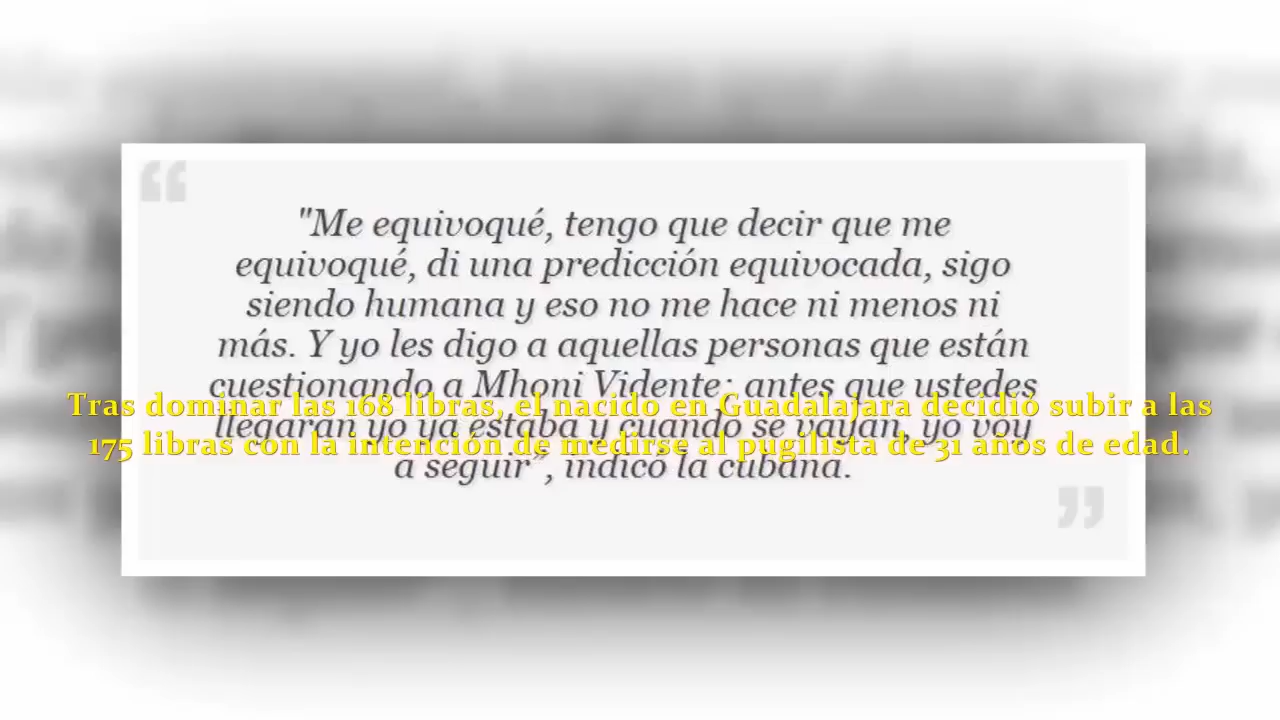 "Me equivoqué, tengo que decir que me
equivoqué, di una predicción equivocada, sigo
siendo humana y eso no me hace ni menos ni
más. Y yo les digo a aquellas personas que están
cuestionando a Mhoni Vidente: antes que ustedes
llegaran yo ya estaba y cuando se vayan, yo voy
a seguir”, indicó la cubana.
Tras dominar las 168 libras, el nacido en Guadalajara decidió subir a las
175 libras con la intención de medirse al pugilista de 31 años de edad.